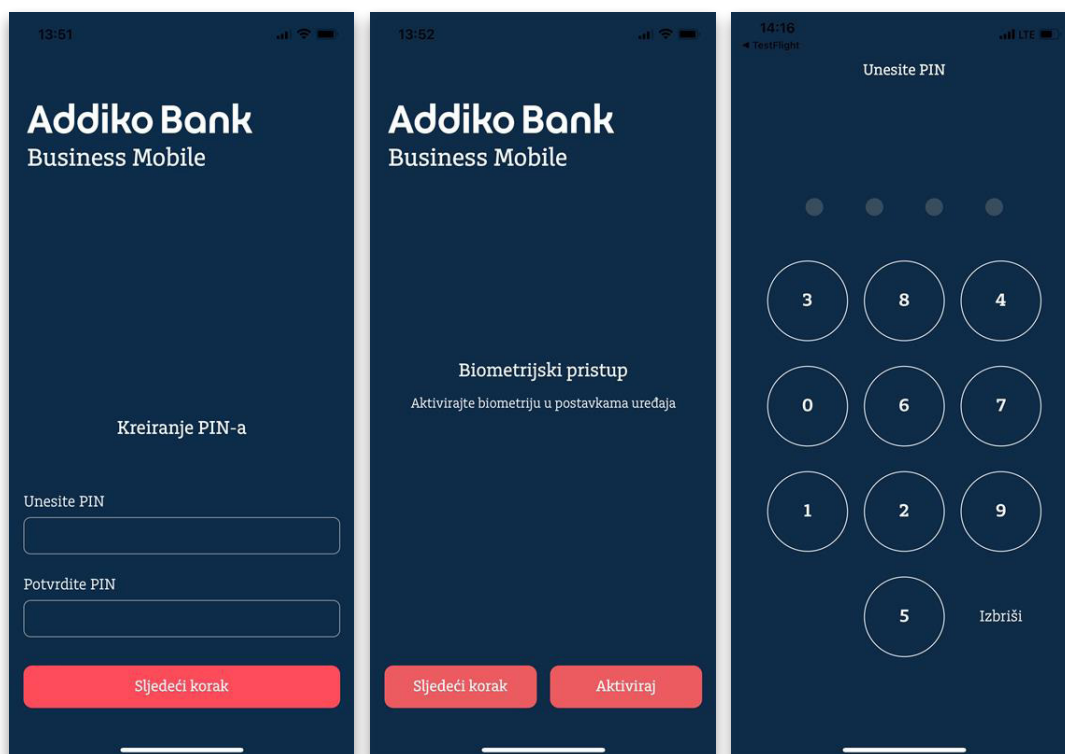 13:51
Addiko Bank
Business Mobile
Kreiranje PIN-a
Unesite PIN
Potvrdite PIN
Sljedeći korak
13:52
Addiko Bank
Business Mobile
Biometrijski pristup
Aktivirajte biometriju u postavkama uređaja
Sljedeći korak
Aktiviraj
14:16
LTE
◀ TestFlight
Unesite PIN
3 8 4
0 6 7
1 2 9
5 Izbriši